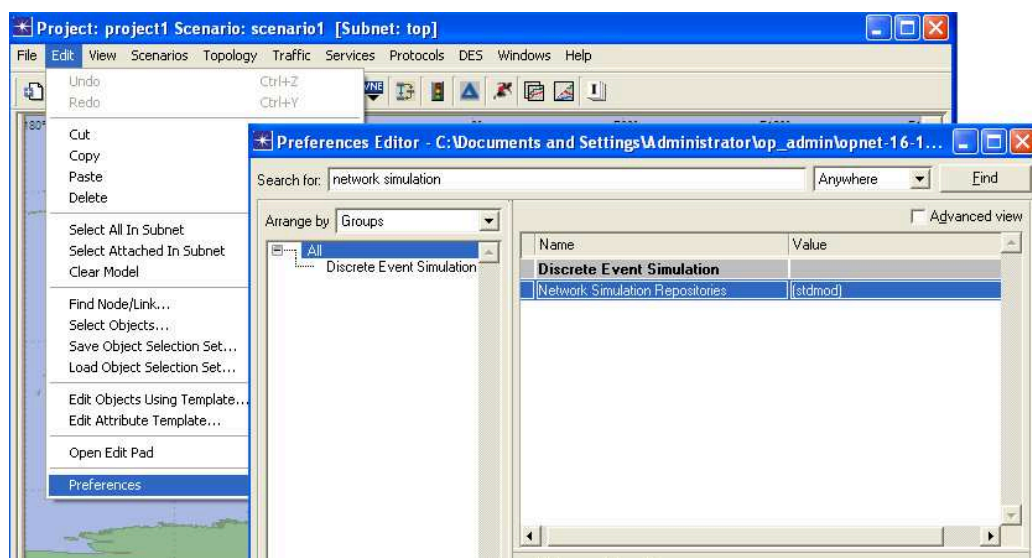 Project: project1 Scenario: scenario1 [Subnet: top]
File Edit View Scenarios Topology Traffic Services Protocols DES Windows Help
Undo Ctrl+Z
Redo Ctrl+Y
Cut
Copy
Paste
Delete
Select All In Subnet
Select Attached In Subnet
Clear Model
Find Node/Link...
Select Objects...
Save Object Selection Set...
Load Object Selection Set...
Edit Objects Using Template...
Edit Attribute Template...
Open Edit Pad
Preferences
Preferences Editor - C:\Documents and Settings\Administrator\op_admin\opnet-16-1...
Search for: network simulation Anywhere Find
Arrange by Groups Advanced view
All
Discrete Event Simulation
Name Value
Discrete Event Simulation
Network Simulation Repositories (stdmod)